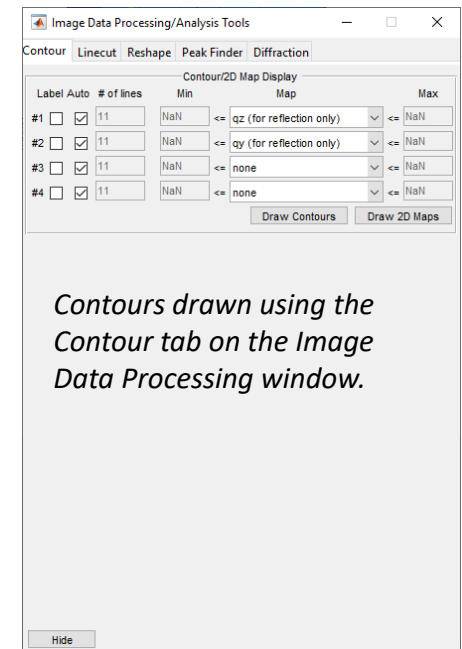 Image Data Processing/Analysis Tools
Contour Linecut Reshape Peak Finder Diffraction
Contour/2D Map Display
Label Auto # of lines Min Map Max
#1 11 NaN <= qz (for reflection only) <= NaN
#2 11 NaN <= qy (for reflection only) <= NaN
#3 11 NaN <= none <= NaN
#4 11 NaN <= none <= NaN
Draw Contours Draw 2D Maps
Contours drawn using the
Contour tab on the Image
Data Processing window.
Hide